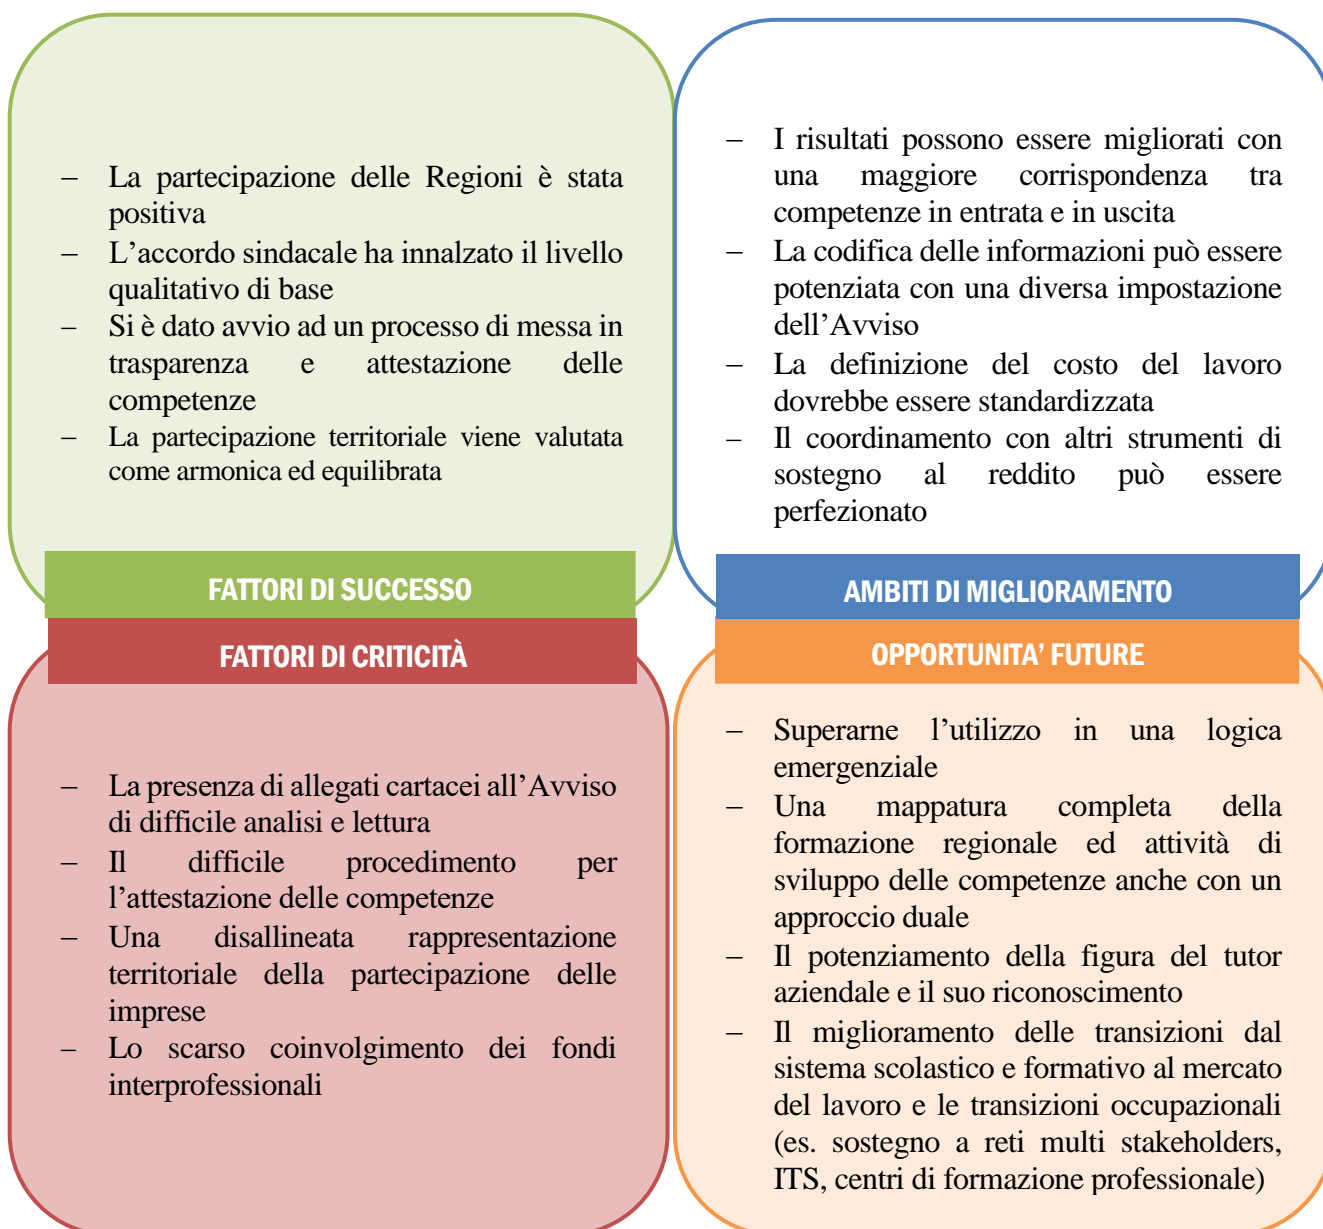 – La partecipazione delle Regioni è stata
positiva
– L’accordo sindacale ha innalzato il livello
qualitativo di base
– Si è dato avvio ad un processo di messa in
trasparenza e attestazione delle
competenze
– La partecipazione territoriale viene valutata
come armonica ed equilibrata
FATTORI DI SUCCESSO
– I risultati possono essere migliorati con
una maggiore corrispondenza tra
competenze in entrata e in uscita
– La codifica delle informazioni può essere
potenziata con una diversa impostazione
dell’Avviso
– La definizione del costo del lavoro
dovrebbe essere standardizzata
– Il coordinamento con altri strumenti di
sostegno al reddito può essere
perfezionato
AMBITI DI MIGLIORAMENTO
FATTORI DI CRITICITÀ
– La presenza di allegati cartacei all’Avviso
di difficile analisi e lettura
– Il difficile procedimento per
l’attestazione delle competenze
– Una disallineata rappresentazione
territoriale della partecipazione delle
imprese
– Lo scarso coinvolgimento dei fondi
interprofessionali
OPPORTUNITA’ FUTURE
– Superarne l’utilizzo in una logica
emergenziale
– Una mappatura completa della
formazione regionale ed attività di
sviluppo delle competenze anche con un
approccio duale
– Il potenziamento della figura del tutor
aziendale e il suo riconoscimento
– Il miglioramento delle transizioni dal
sistema scolastico e formativo al mercato
del lavoro e le transizioni occupazionali
(es. sostegno a reti multi stakeholders,
ITS, centri di formazione professionale)